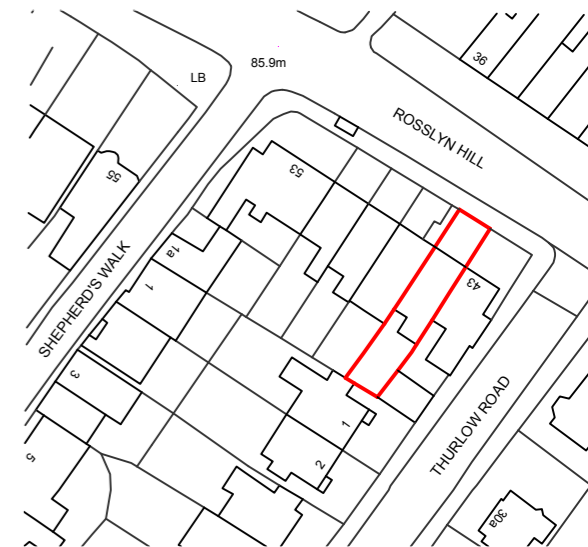 36
LB
85.9m
ROSSLYN HILL
53
55
1a
SHEPHERD'S WALK
1
43
3
THURLOW ROAD
1
2
5
30a